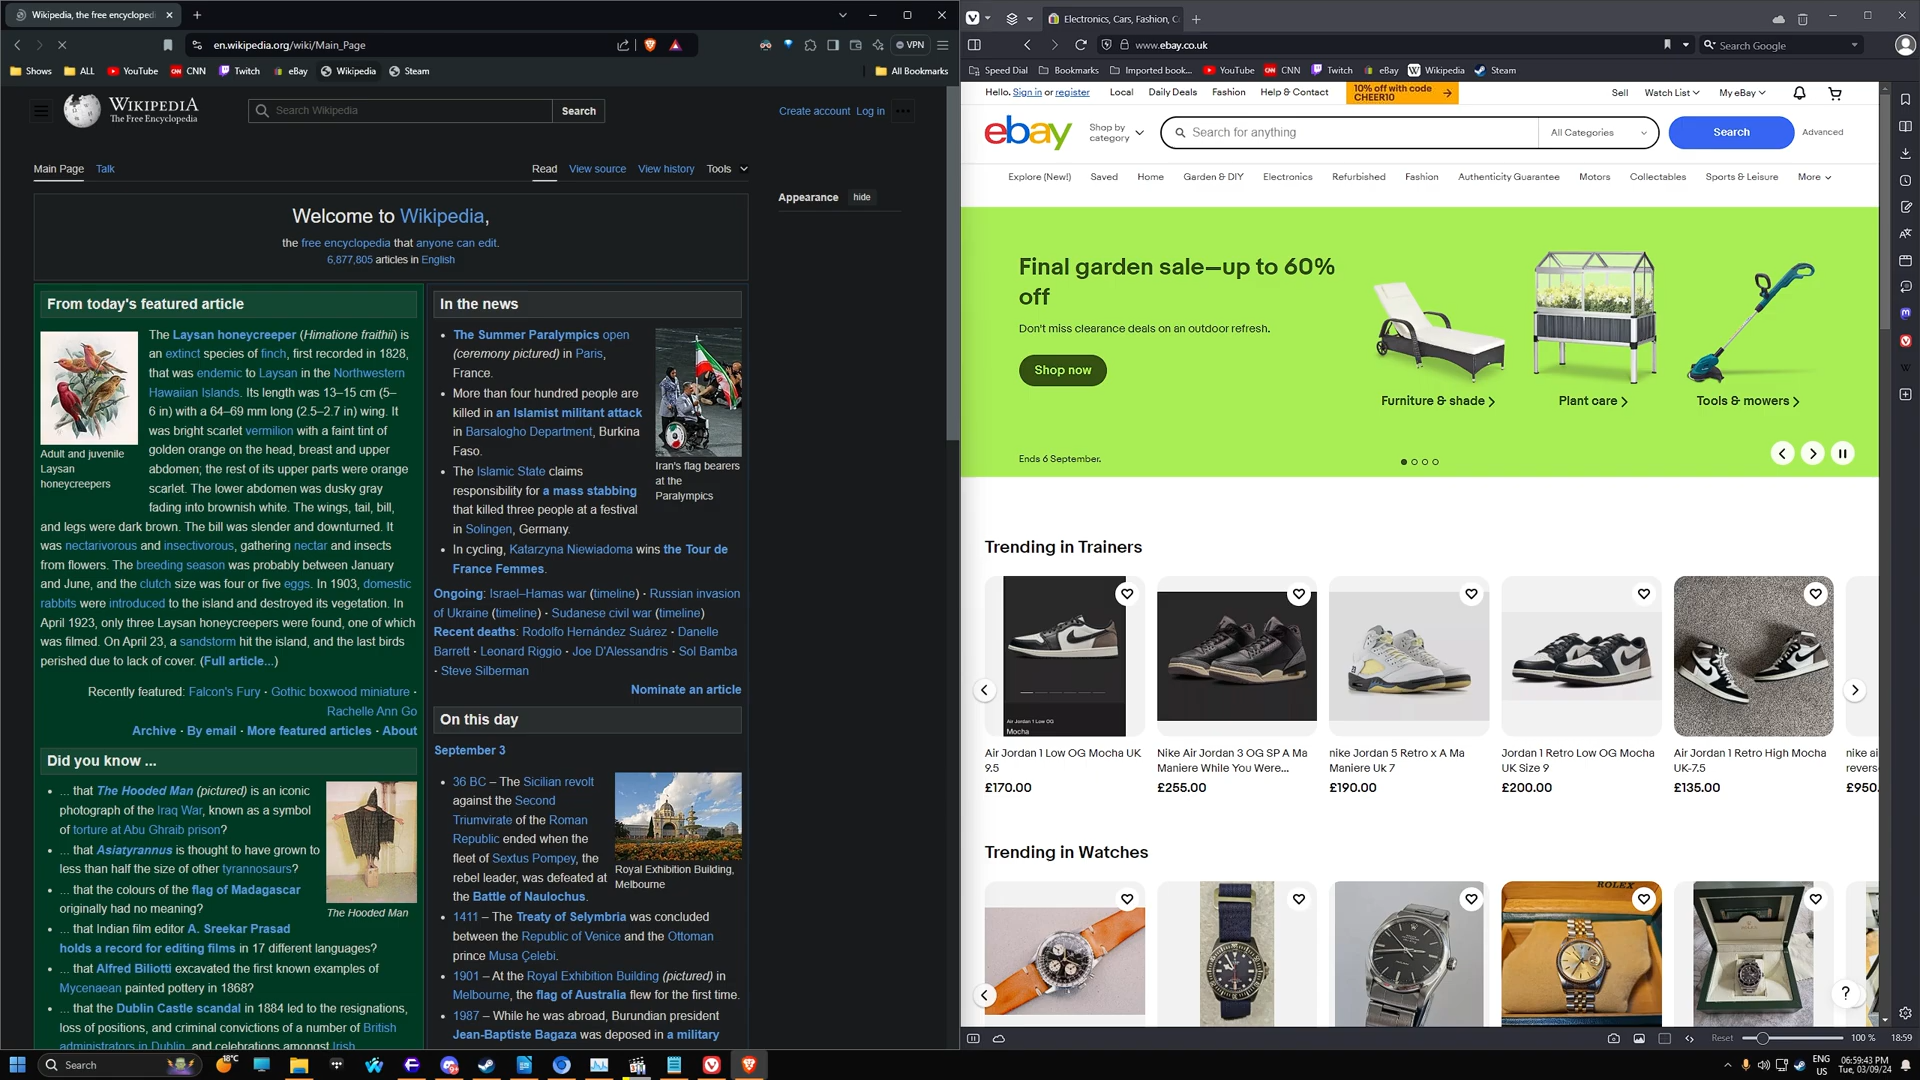 Wikipedia, the free encycloped
en.wikipedia.org/wiki/Main_Page
VPN
Shows
ALL
YouTube
CNN
Twitch
eBay
Wikipedia
Steam
All Bookmarks
WIKIPEDIA
The Free Encyclopedia
Search Wikipedia
Search
Create account
Log in
Main Page
Talk
Read
View source
View history
Tools
Appearance
hide
Welcome to Wikipedia,
the free encyclopedia that anyone can edit.
6,877,805 articles in English
From today's featured article
The Laysan honeycreeper (Himatione fraithii) is
an extinct species of finch, first recorded in 1828,
that was endemic to Laysan in the Northwestern
Hawaiian Islands. Its length was 13–15 cm (5–
6 in) with a 64–69 mm long (2.5–2.7 in) wing. It
was bright scarlet vermilion with a faint tint of
golden orange on the head, breast and upper
abdomen; the rest of its upper parts were orange
scarlet. The lower abdomen was dusky gray
fading into brownish white. The wings, tail, bill,
and legs were dark brown. The bill was slender and downturned. It
was nectarivorous and insectivorous, gathering nectar and insects
from flowers. The breeding season was probably between January
and June, and the clutch size was four or five eggs. In 1903, domestic
rabbits were introduced to the island and destroyed its vegetation. In
April 1923, only three Laysan honeycreepers were found, one of which
was filmed. On April 23, a sandstorm hit the island, and the last birds
perished due to lack of cover. (Full article...)
Adult and juvenile
Laysan
honeycreepers
Recently featured: Falcon's Fury · Gothic boxwood miniature ·
Rachelle Ann Go
Archive · By email · More featured articles · About
Did you know ...
... that The Hooded Man (pictured) is an iconic
photograph of the Iraq War, known as a symbol
of torture at Abu Ghraib prison?
... that Asiatyrannus is thought to have grown to
less than half the size of other tyrannosaurs?
... that the colours of the flag of Madagascar
originally had no meaning?
... that Indian film editor A. Sreekar Prasad
holds a record for editing films in 17 different languages?
... that Alfred Biliotti excavated the first known examples of
Mycenaean painted pottery in 1868?
... that the Dublin Castle scandal in 1884 led to the resignations,
loss of positions, and criminal convictions of a number of British
administrators in Dublin, and celebrations amongst Irish
The Hooded Man
In the news
The Summer Paralympics open
(ceremony pictured) in Paris,
France.
More than four hundred people are
killed in an Islamist militant attack
in Barsalogho Department, Burkina
Faso.
The Islamic State claims
responsibility for a mass stabbing
that killed three people at a festival
in Solingen, Germany.
In cycling, Katarzyna Niewiadoma wins the Tour de
France Femmes.
Iran's flag bearers
at the
Paralympics
Ongoing: Israel–Hamas war (timeline) · Russian invasion
of Ukraine (timeline) · Sudanese civil war (timeline)
Recent deaths: Rodolfo Hernández Suárez · Danelle
Barrett · Leonard Riggio · Joe D'Alessandris · Sol Bamba
· Steve Silberman
Nominate an article
On this day
September 3
36 BC – The Sicilian revolt
against the Second
Triumvirate of the Roman
Republic ended when the
fleet of Sextus Pompey, the
rebel leader, was defeated at
the Battle of Naulochus.
1411 – The Treaty of Selymbria was concluded
between the Republic of Venice and the Ottoman
prince Musa Çelebi.
1901 – At the Royal Exhibition Building (pictured) in
Melbourne, the flag of Australia flew for the first time.
1987 – While he was abroad, Burundian president
Jean-Baptiste Bagaza was deposed in a military
Royal Exhibition Building,
Melbourne
Electronics, Cars, Fashion, C
www.ebay.co.uk
Search Google
Speed Dial
Bookmarks
Imported book...
YouTube
CNN
Twitch
eBay
Wikipedia
Steam
Hello. Sign in or register
Local
Daily Deals
Fashion
Help & Contact
10% off with code
CHEER10
Sell
Watch List
My eBay
ebay
Shop by
category
Search for anything
All Categories
Search
Advanced
Explore (New!)
Saved
Home
Garden & DIY
Electronics
Refurbished
Fashion
Authenticity Guarantee
Motors
Collectables
Sports & Leisure
More
Final garden sale—up to 60%
off
Don't miss clearance deals on an outdoor refresh.
Shop now
Furniture & shade
Plant care
Tools & mowers
Ends 6 September.
Trending in Trainers
Air Jordan 1 Low OG
Mocha
Air Jordan 1 Low OG Mocha UK
9.5
£170.00
Nike Air Jordan 3 OG SP A Ma
Maniere While You Were...
£255.00
nike Jordan 5 Retro x A Ma
Maniere Uk 7
£190.00
Jordan 1 Retro Low OG Mocha
UK Size 9
£200.00
Air Jordan 1 Retro High Mocha
UK-7.5
£135.00
nike ai
revers
£950.
Trending in Watches
ROLEX
?
Reset
100 %
18:59
Search
18°C
ENG
US
06:59:43 PM
Tue, 03/09/24